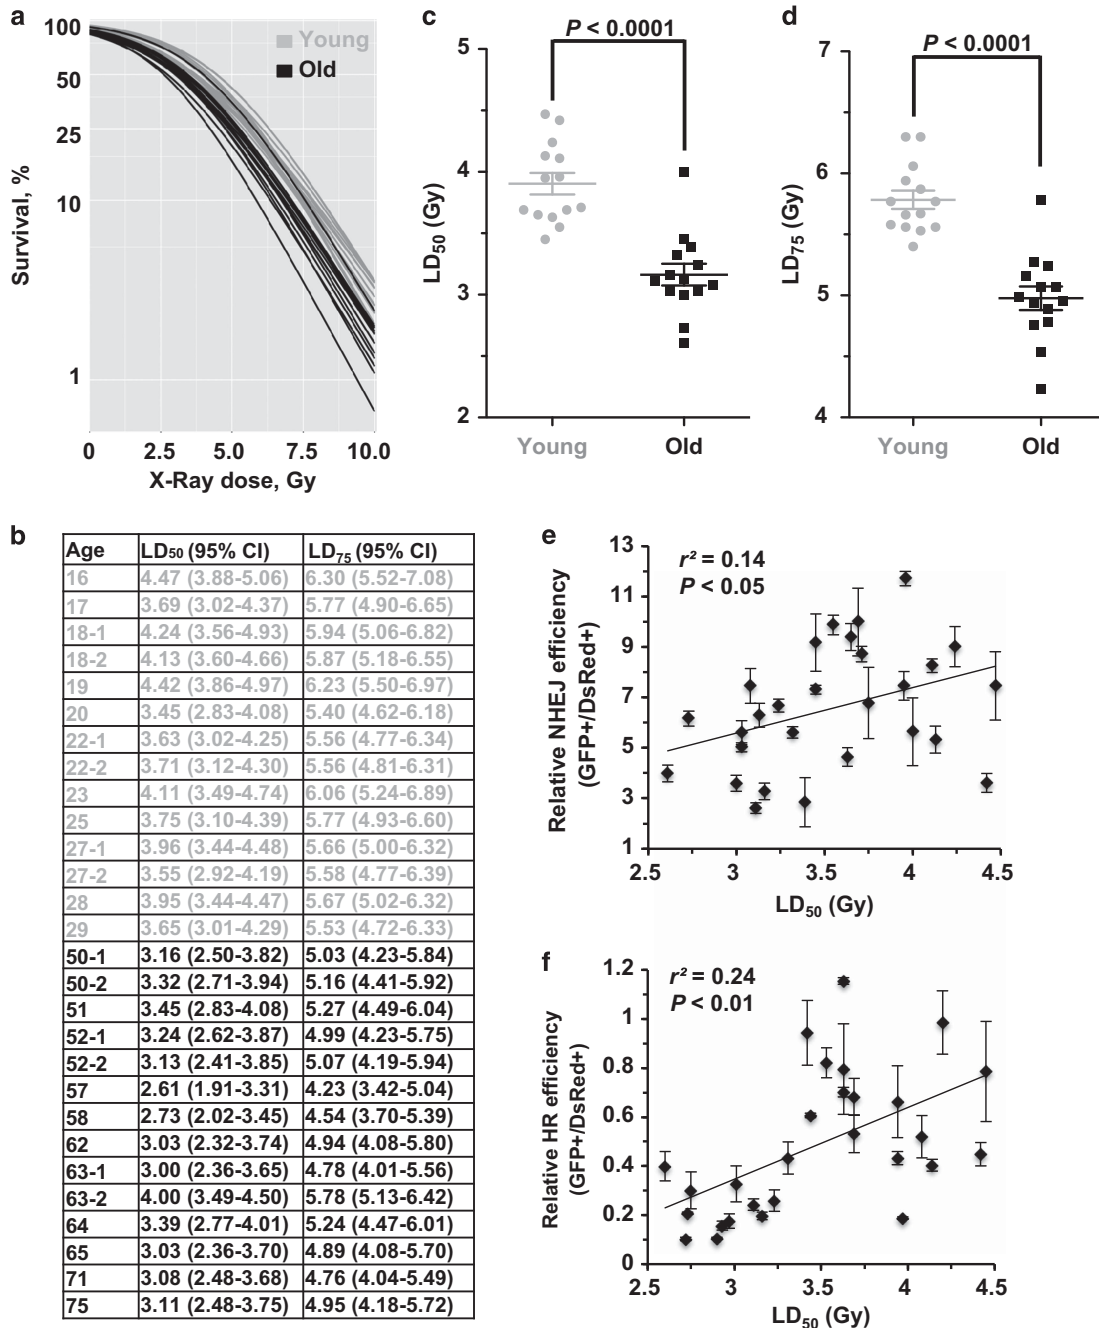 a
100
50
25
10
1
Survival, %
Young
Old
0 2.5 5.0 7.5 10.0
X-Ray dose, Gy
c
P < 0.0001
5
4
3
2
LD50 (Gy)
Young Old
d
P < 0.0001
7
6
5
4
LD75 (Gy)
Young Old
b
Age LD50 (95% CI) LD75 (95% CI)
16 4.47 (3.88-5.06) 6.30 (5.52-7.08)
17 3.69 (3.02-4.37) 5.77 (4.90-6.65)
18-1 4.24 (3.56-4.93) 5.94 (5.06-6.82)
18-2 4.13 (3.60-4.66) 5.87 (5.18-6.55)
19 4.42 (3.86-4.97) 6.23 (5.50-6.97)
20 3.45 (2.83-4.08) 5.40 (4.62-6.18)
22-1 3.63 (3.02-4.25) 5.56 (4.77-6.34)
22-2 3.71 (3.12-4.30) 5.56 (4.81-6.31)
23 4.11 (3.49-4.74) 6.06 (5.24-6.89)
25 3.75 (3.10-4.39) 5.77 (4.93-6.60)
27-1 3.96 (3.44-4.48) 5.66 (5.00-6.32)
27-2 3.55 (2.92-4.19) 5.58 (4.77-6.39)
28 3.95 (3.44-4.47) 5.67 (5.02-6.32)
29 3.65 (3.01-4.29) 5.53 (4.72-6.33)
50-1 3.16 (2.50-3.82) 5.03 (4.23-5.84)
50-2 3.32 (2.71-3.94) 5.16 (4.41-5.92)
51 3.45 (2.83-4.08) 5.27 (4.49-6.04)
52-1 3.24 (2.62-3.87) 4.99 (4.23-5.75)
52-2 3.13 (2.41-3.85) 5.07 (4.19-5.94)
57 2.61 (1.91-3.31) 4.23 (3.42-5.04)
58 2.73 (2.02-3.45) 4.54 (3.70-5.39)
62 3.03 (2.32-3.74) 4.94 (4.08-5.80)
63-1 3.00 (2.36-3.65) 4.78 (4.01-5.56)
63-2 4.00 (3.49-4.50) 5.78 (5.13-6.42)
64 3.39 (2.77-4.01) 5.24 (4.47-6.01)
65 3.03 (2.36-3.70) 4.89 (4.08-5.70)
71 3.08 (2.48-3.68) 4.76 (4.04-5.49)
75 3.11 (2.48-3.75) 4.95 (4.18-5.72)
e
r² = 0.14
P < 0.05
13
11
9
7
5
3
1
Relative NHEJ efficiency
(GFP+/DsRed+)
2.5 3 3.5 4 4.5
LD50 (Gy)
f
r² = 0.24
P < 0.01
1.2
1
0.8
0.6
0.4
0.2
0
Relative HR efficiency
(GFP+/DsRed+)
2.5 3 3.5 4 4.5
LD50 (Gy)